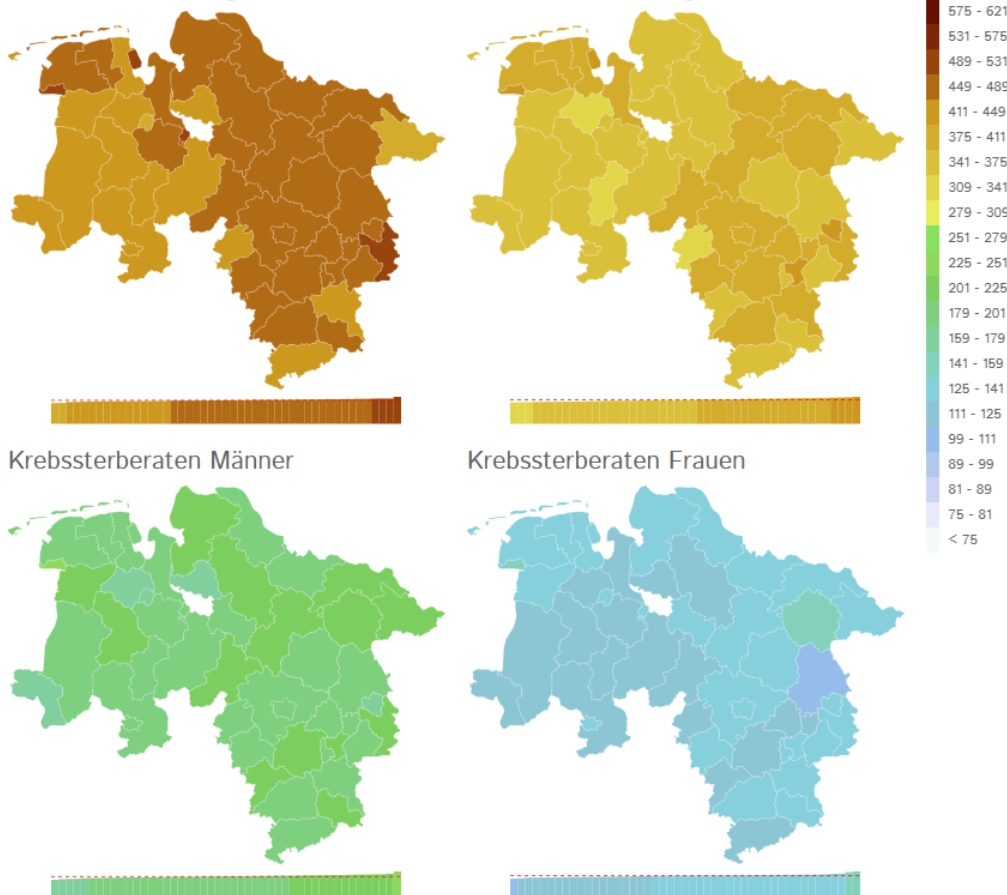 575 - 621
531 - 575
489 - 531
449 - 489
411 - 449
375 - 411
341 - 375
309 - 341
279 - 309
251 - 279
225 - 251
201 - 225
179 - 201
159 - 179
141 - 159
125 - 141
111 - 125
99 - 111
89 - 99
81 - 89
75 - 81
< 75
Krebssterberaten Männer
Krebssterberaten Frauen